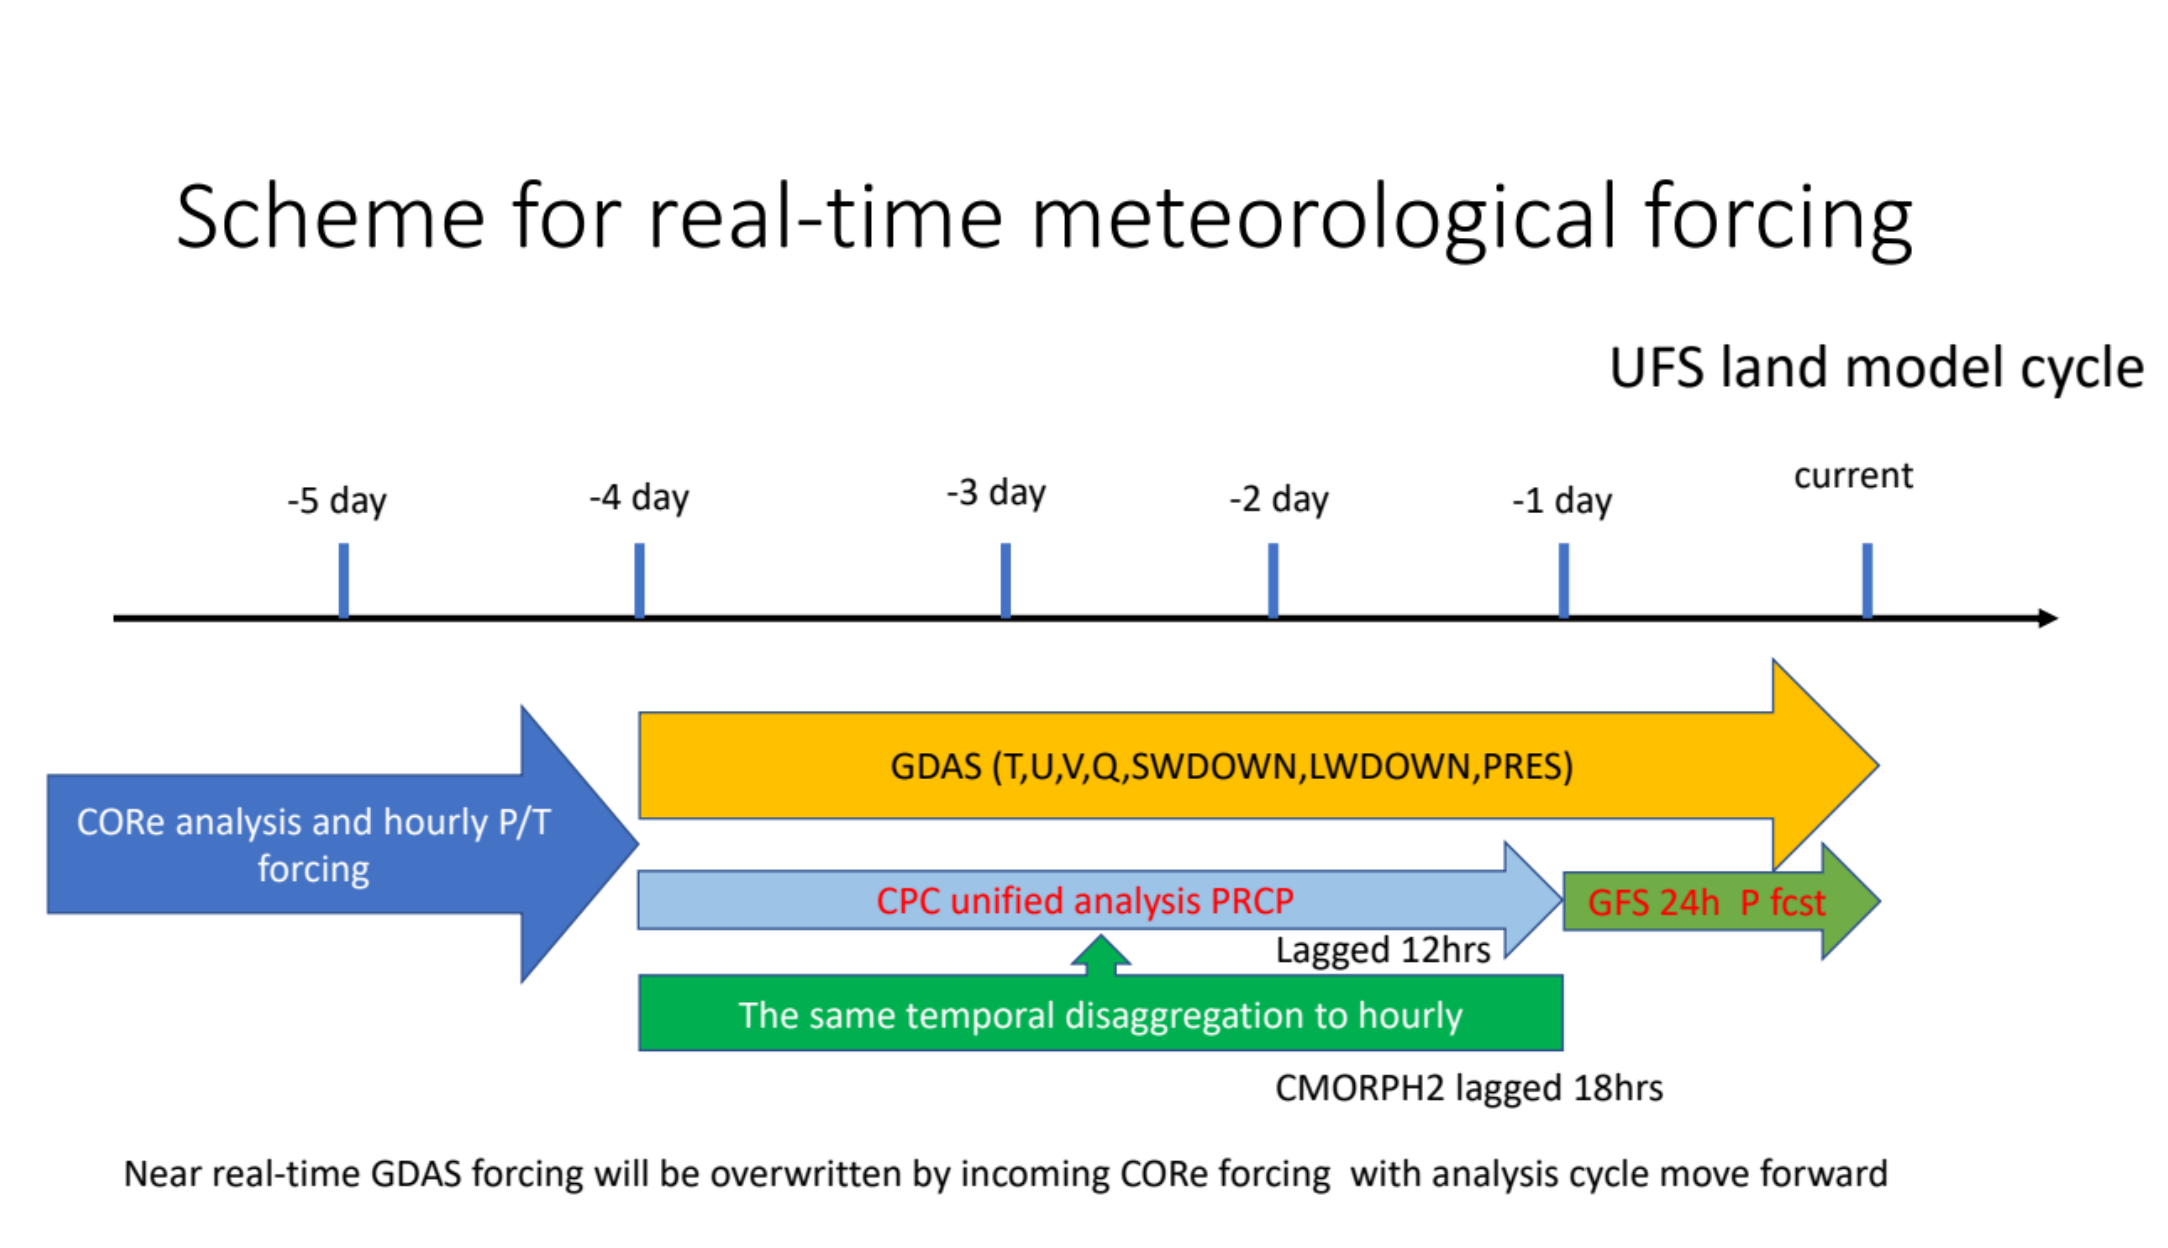 Scheme for real-time meteorological forcing
UFS land model cycle
-5 day
-4 day
-3 day
-2 day
-1 day
current
GDAS (T,U,V,Q,SWDOWN,LWDOWN,PRES)
CORe analysis and hourly P/T
forcing
CPC unified analysis PRCP
GFS 24h  P fcst
Lagged 12hrs
The same temporal disaggregation to hourly
CMORPH2 lagged 18hrs
Near real-time GDAS forcing will be overwritten by incoming CORe forcing  with analysis cycle move forward